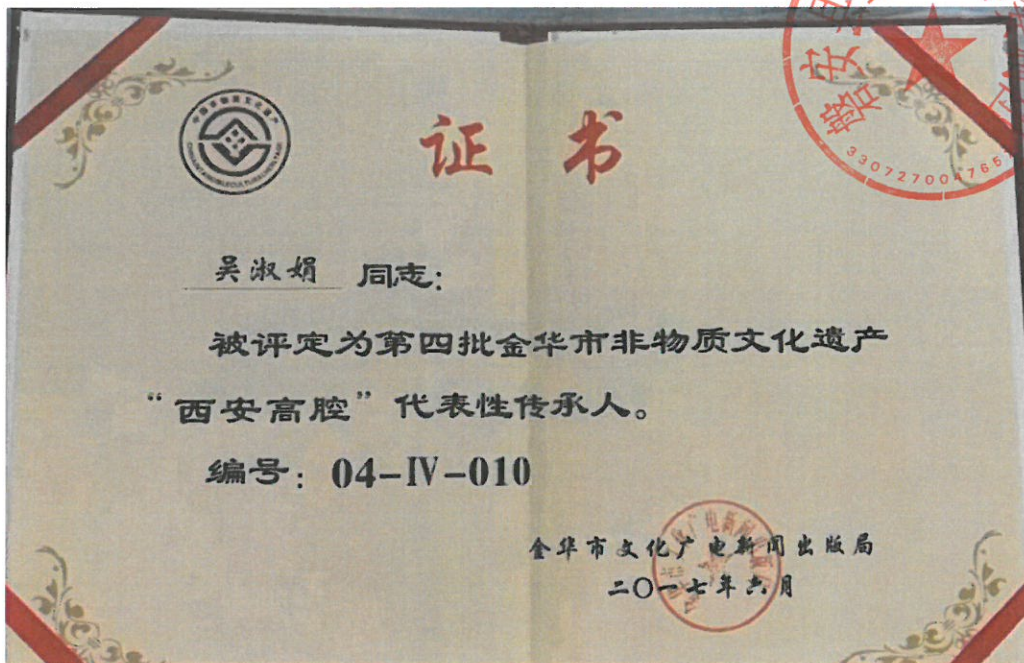 证书
吴淑娟 同志:
被评定为第四批金华市非物质文化遗产
“西安高腔”代表性传承人。
编号: 04-IV-010
金华市文化广电新闻出版局
二〇一七年六月
磐安